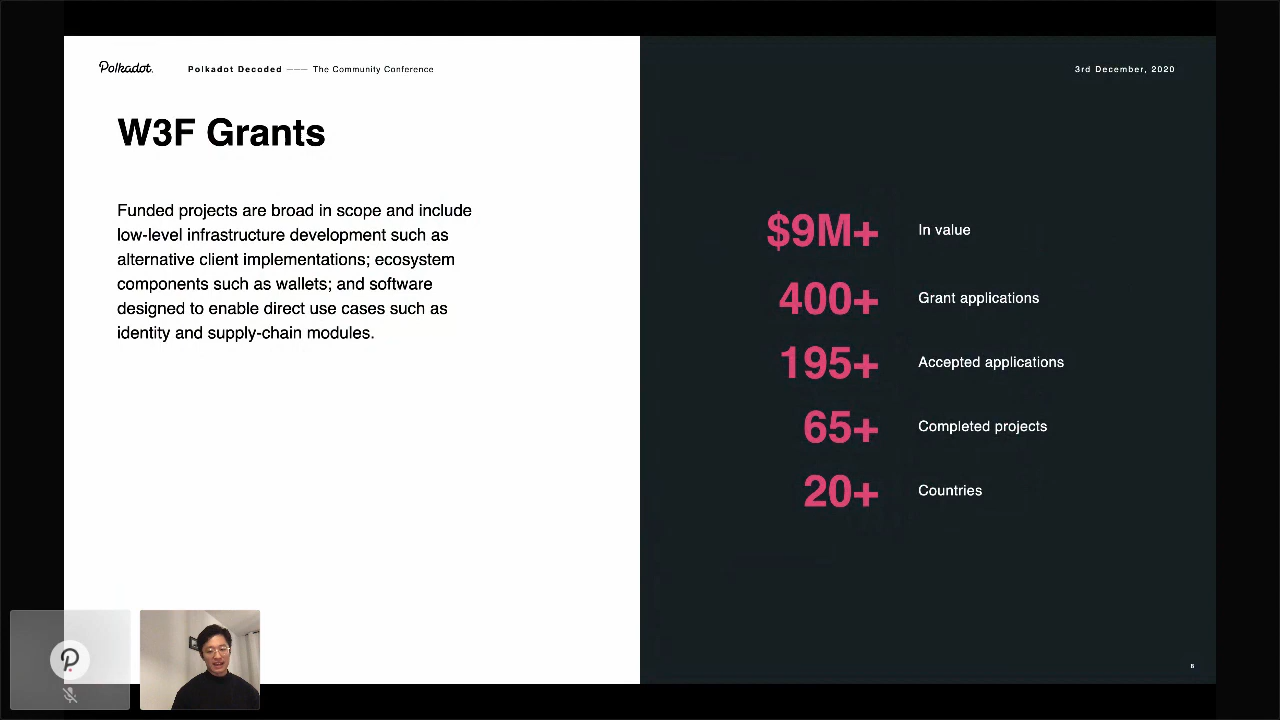 Polkadot.
Polkadot Decoded —— The Community Conference
3rd December, 2020
W3F Grants
Funded projects are broad in scope and include
low-level infrastructure development such as
alternative client implementations; ecosystem
components such as wallets; and software
designed to enable direct use cases such as
identity and supply-chain modules.
$9M+ In value
400+ Grant applications
195+ Accepted applications
65+ Completed projects
20+ Countries
6